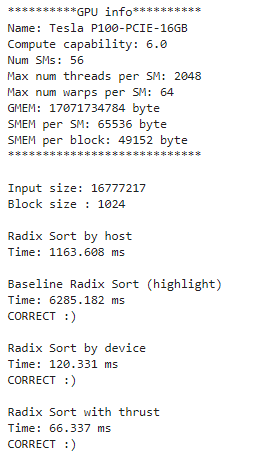 **********GPU info**********
Name: Tesla P100-PCIE-16GB
Compute capability: 6.0
Num SMs: 56
Max num threads per SM: 2048
Max num warps per SM: 64
GMEM: 17071734784 byte
SMEM per SM: 65536 byte
SMEM per block: 49152 byte
****************************
Input size: 16777217
Block size : 1024
Radix Sort by host
Time: 1163.608 ms
Baseline Radix Sort (highlight)
Time: 6285.182 ms
CORRECT :)
Radix Sort by device
Time: 120.331 ms
CORRECT :)
Radix Sort with thrust
Time: 66.337 ms
CORRECT :)